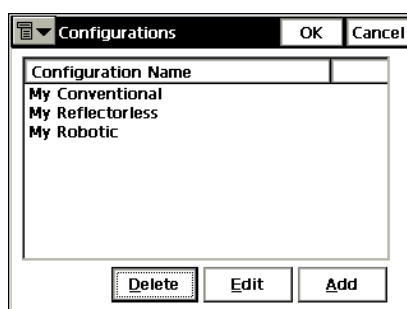 Configurations OK Cancel
Configuration Name
My Conventional
My Reflectorless
My Robotic
Delete Edit Add